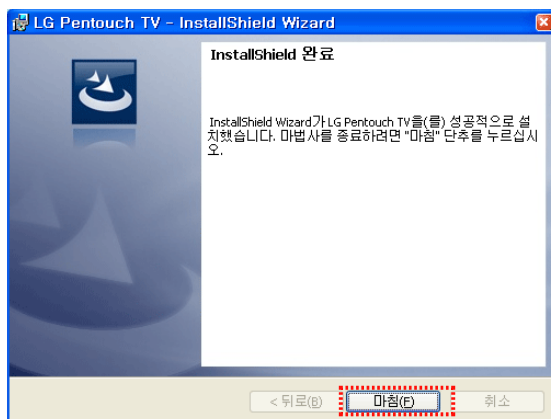 LG Pentouch TV - InstallShield Wizard
InstallShield 완료
InstallShield Wizard가 LG Pentouch TV을(를) 성공적으로 설
치했습니다. 마법사를 종료하려면 "마침" 단추를 누르십시
오.
< 뒤로(B) 마침(F) 취소